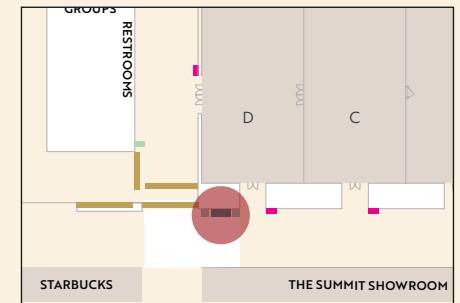 GROUPS
RESTROOMS
D
C
STARBUCKS
THE SUMMIT SHOWROOM